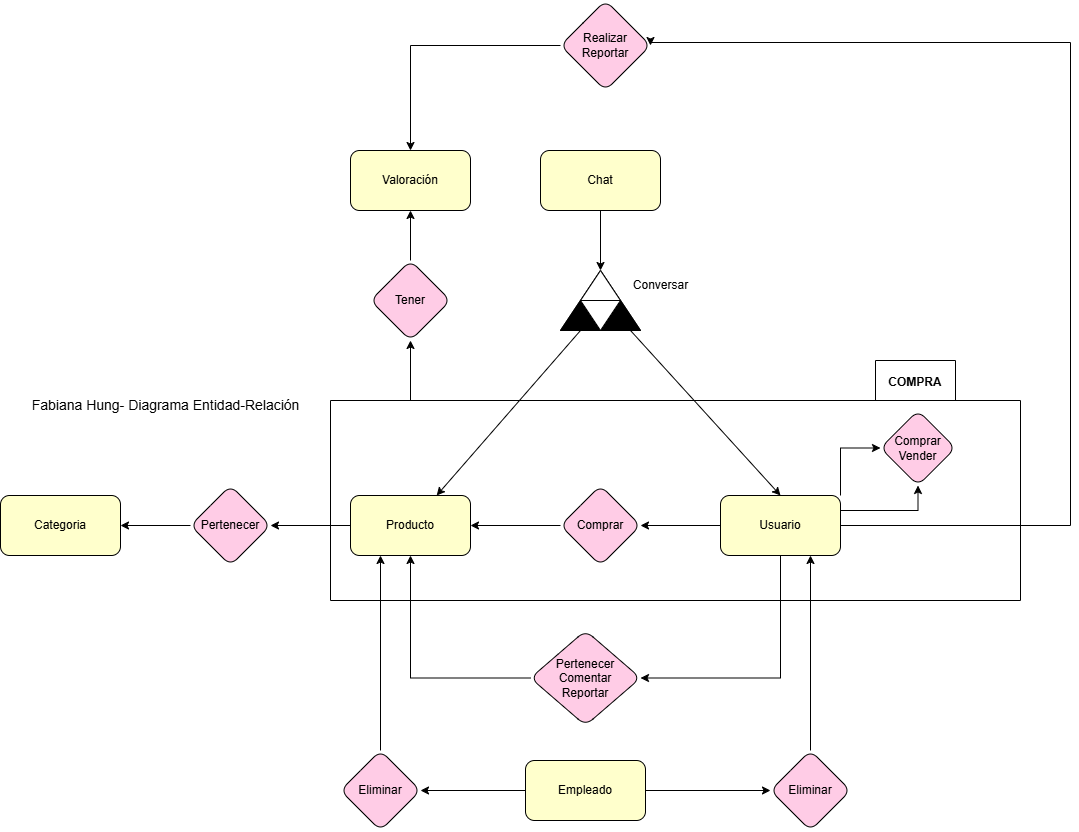 Realizar
Reportar
Valoración
Chat
Conversar
Tener
COMPRA
Fabiana Hung- Diagrama Entidad-Relación
Comprar
Vender
Categoria
Pertenecer
Producto
Comprar
Usuario
Pertenecer
Comentar
Reportar
Eliminar
Empleado
Eliminar